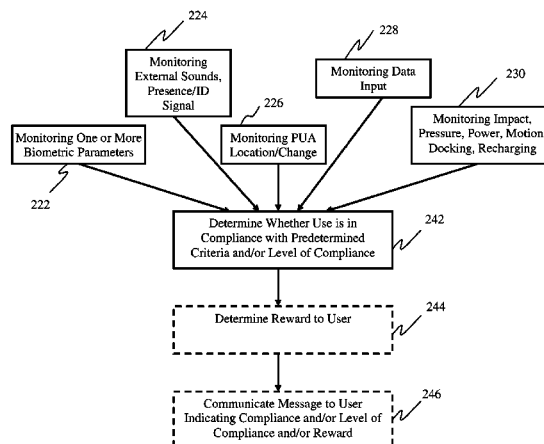 224
Monitoring
External Sounds,
Presence/ID
Signal
228
Monitoring Data
Input
230
Monitoring Impact,
Pressure, Power, Motion
Docking, Recharging
226
Monitoring PUA
Location/Change
Monitoring One or More
Biometric Parameters
222
Determine Whether Use is in
Compliance with Predetermined
Criteria and/or Level of Compliance
242
Determine Reward to User
244
Communicate Message to User
Indicating Compliance and/or Level of
Compliance and/or Reward
246